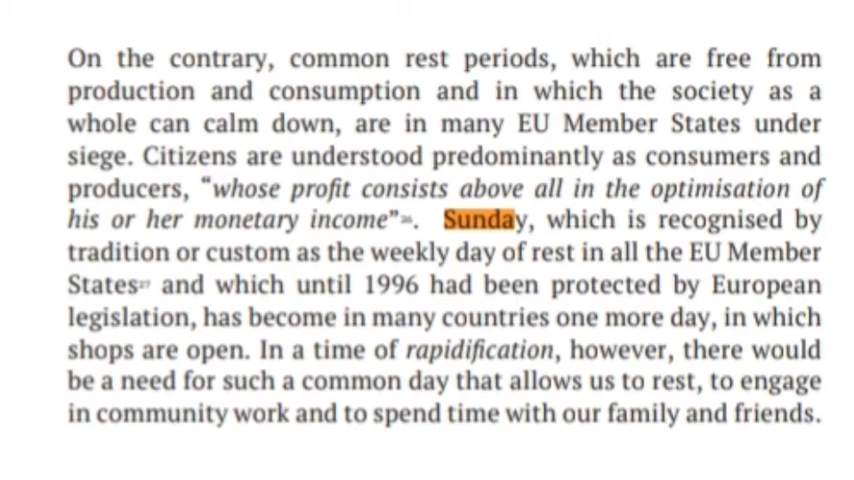 On the contrary, common rest periods, which are free from
production and consumption and in which the society as a
whole can calm down, are in many EU Member States under
siege. Citizens are understood predominantly as consumers and
producers, “whose profit consists above all in the optimisation of
his or her monetary income”²⁶. Sunday, which is recognised by
tradition or custom as the weekly day of rest in all the EU Member
States²⁷ and which until 1996 had been protected by European
legislation, has become in many countries one more day, in which
shops are open. In a time of rapidification, however, there would
be a need for such a common day that allows us to rest, to engage
in community work and to spend time with our family and friends.